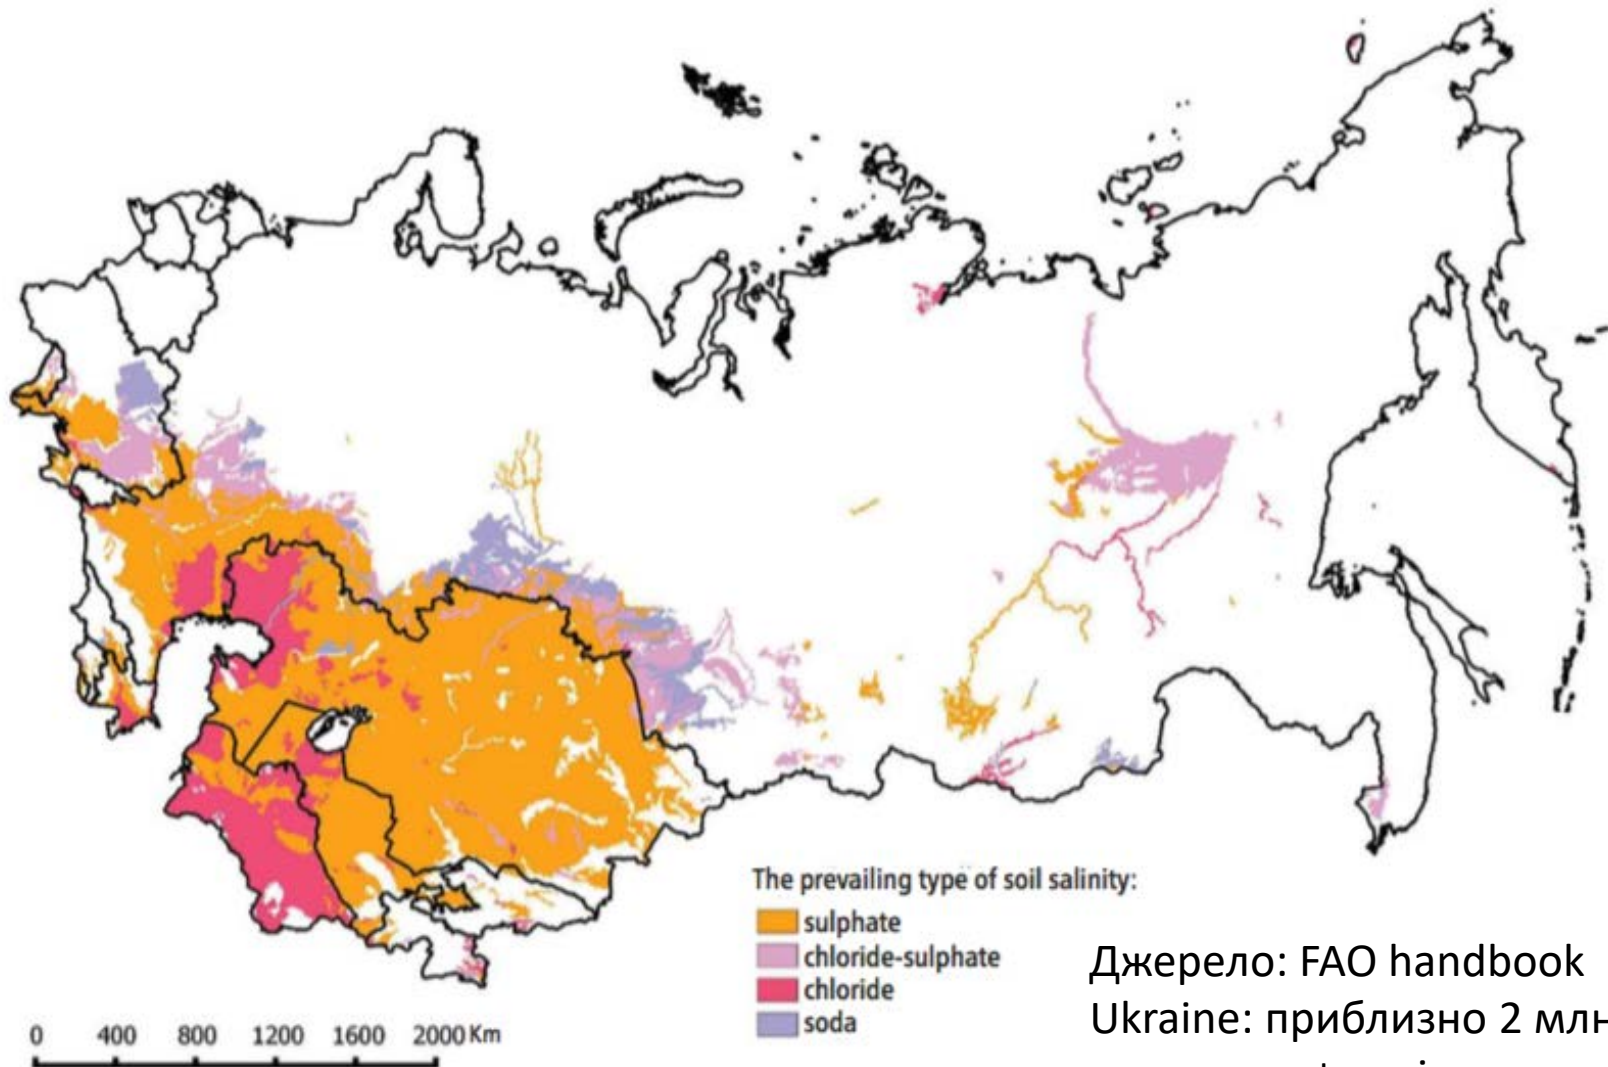 The prevailing type of soil salinity:
sulphate
chloride-sulphate
chloride
soda
Джерело: FAO handbook
Ukraine: приблизно 2 млн
0 400 800 1200 1600 2000 Km